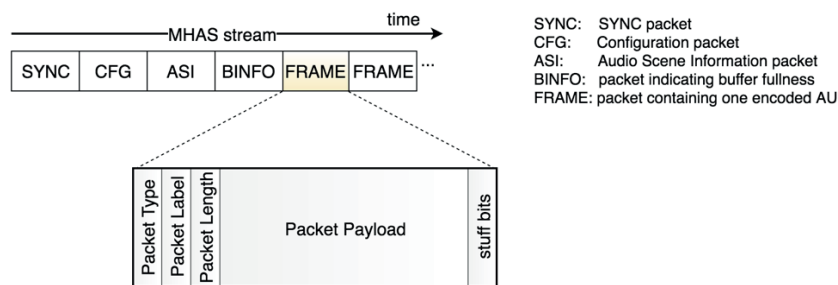 time
MHAS stream
SYNC CFG ASI BINFO FRAME FRAME ...
SYNC: SYNC packet
CFG: Configuration packet
ASI: Audio Scene Information packet
BINFO: packet indicating buffer fullness
FRAME: packet containing one encoded AU
Packet Type
Packet Label
Packet Length
Packet Payload
stuff bits